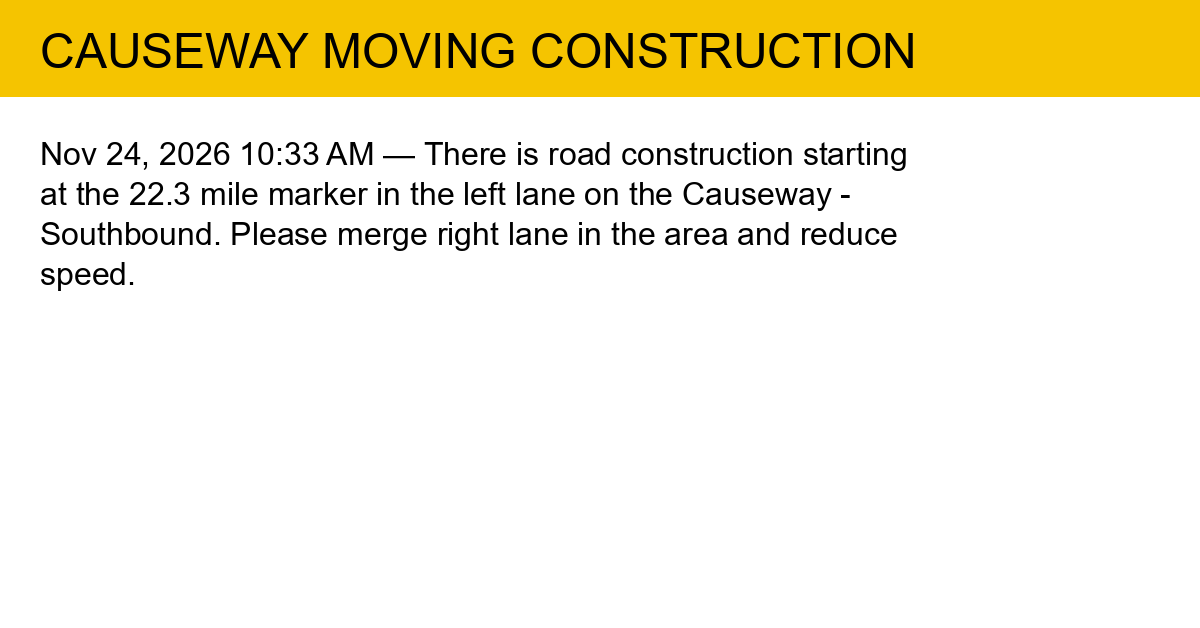 CAUSEWAY MOVING CONSTRUCTION
Nov 24, 2026 10:33 AM — There is road construction starting
at the 22.3 mile marker in the left lane on the Causeway -
Southbound. Please merge right lane in the area and reduce
speed.